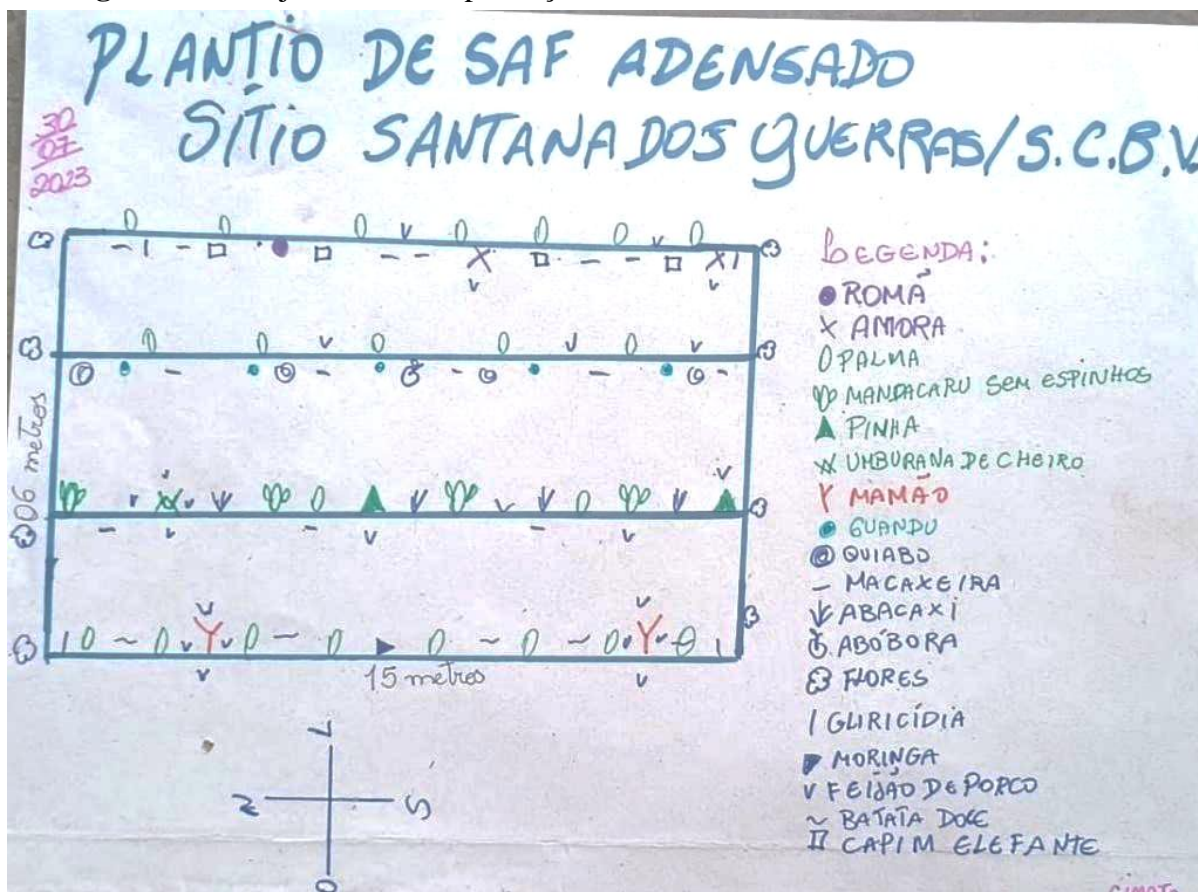 PLANTIO DE SAF ADENSADO
SÍTIO SANTANA DOS GUERRAS/S.C.B.V.
30
07
2023
06 metros
15 metros
L
N
S
O
LEGENDA:
ROMÃ
AMORA
PALMA
MANDACARU SEM ESPINHOS
PINHA
UMBURANA DE CHEIRO
MAMÃO
GUANDU
QUIABO
MACAXEIRA
ABACAXI
ABÓBORA
FLORES
GLIRICÍDIA
MORINGA
FEIJÃO DE PORCO
BATATA DOCE
CAPIM ELEFANTE